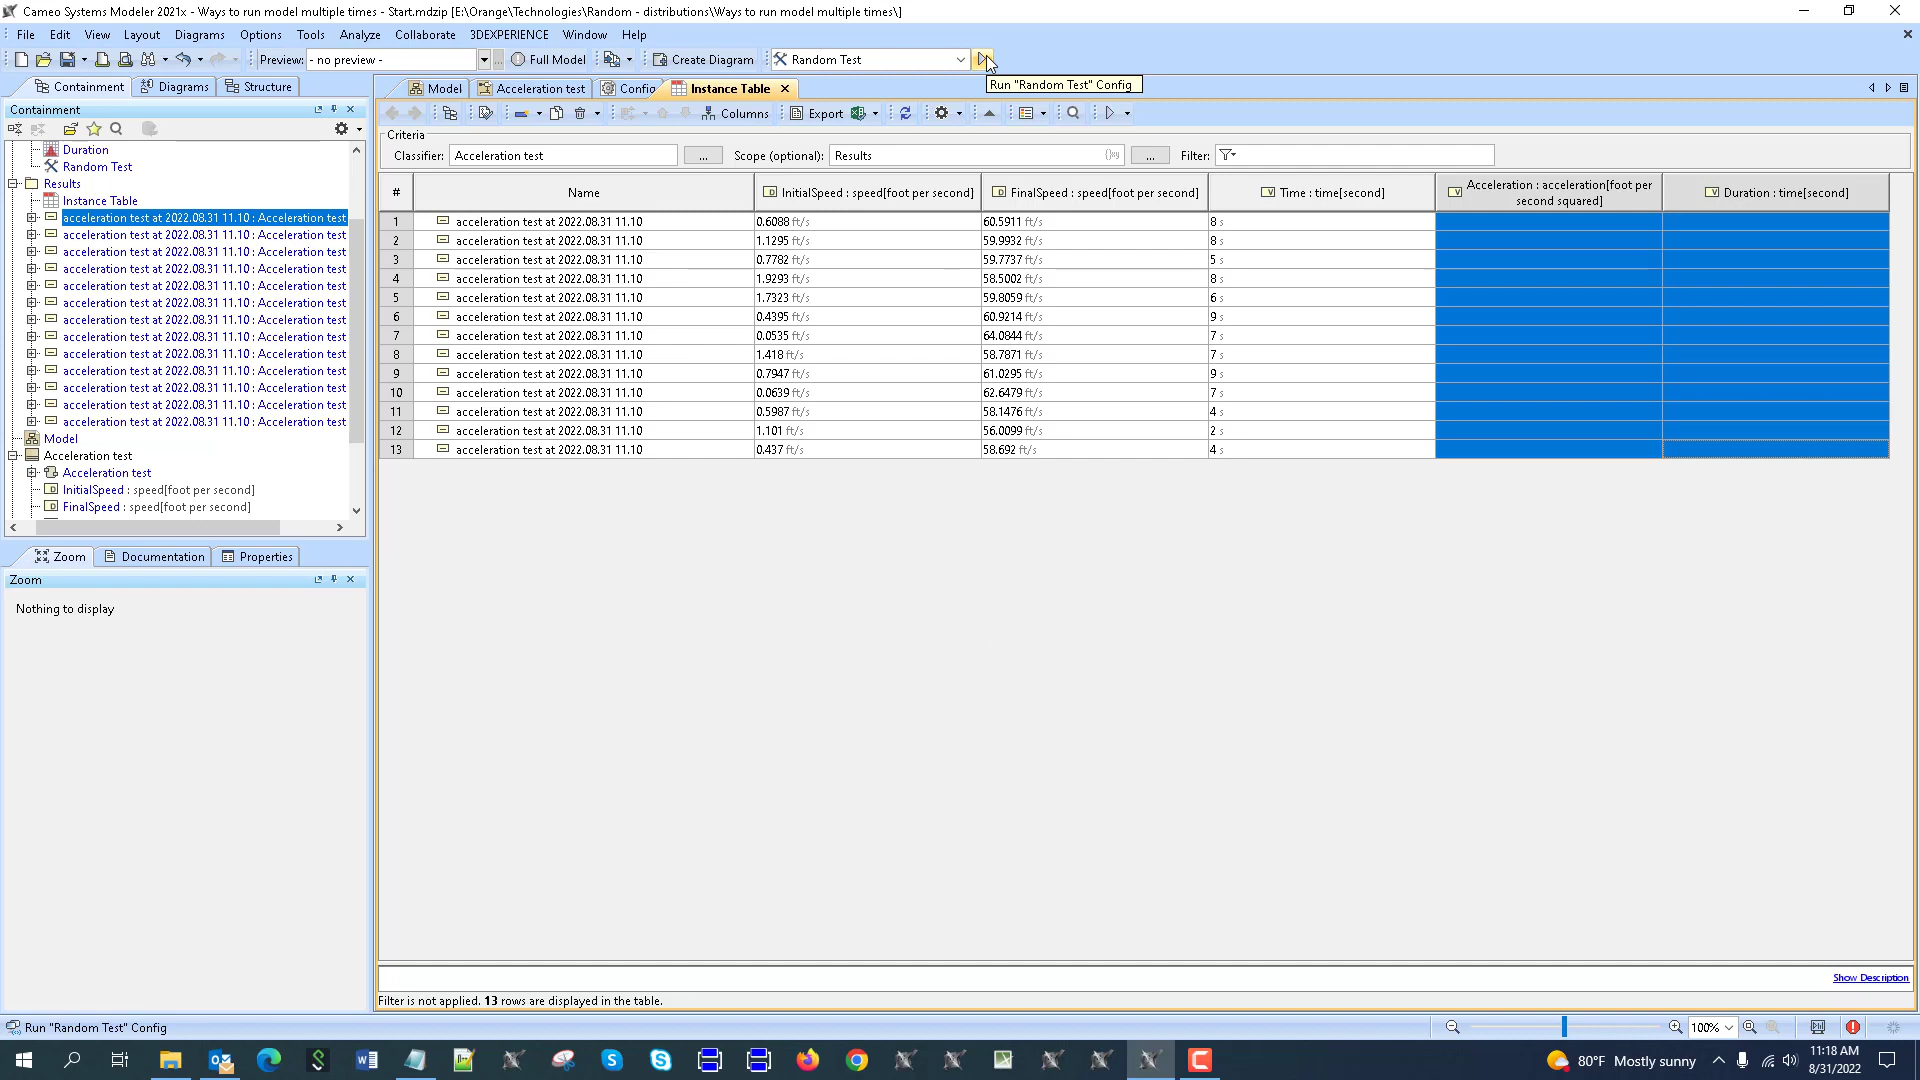 Cameo Systems Modeler 2021x - Ways to run model multiple times - Start.mdzip [E:\Orange\Technologies\Random - distributions\Ways to run model multiple times\]
File Edit View Layout Diagrams Options Tools Analyze Collaborate 3DEXPERIENCE Window Help
Preview: - no preview - ... Full Model Create Diagram Random Test
Run "Random Test" Config
Containment Diagrams Structure
Model Acceleration test Config Instance Table
Containment
Columns Export
Criteria
Classifier: Acceleration test ... Scope (optional): Results ... Filter:
Duration
Random Test
Results
Instance Table
acceleration test at 2022.08.31 11.10 : Acceleration test
acceleration test at 2022.08.31 11.10 : Acceleration test
acceleration test at 2022.08.31 11.10 : Acceleration test
acceleration test at 2022.08.31 11.10 : Acceleration test
acceleration test at 2022.08.31 11.10 : Acceleration test
acceleration test at 2022.08.31 11.10 : Acceleration test
acceleration test at 2022.08.31 11.10 : Acceleration test
acceleration test at 2022.08.31 11.10 : Acceleration test
acceleration test at 2022.08.31 11.10 : Acceleration test
acceleration test at 2022.08.31 11.10 : Acceleration test
acceleration test at 2022.08.31 11.10 : Acceleration test
acceleration test at 2022.08.31 11.10 : Acceleration test
acceleration test at 2022.08.31 11.10 : Acceleration test
Model
Acceleration test
Acceleration test
InitialSpeed : speed[foot per second]
FinalSpeed : speed[foot per second]
# Name InitialSpeed : speed[foot per second] FinalSpeed : speed[foot per second] Time : time[second] Acceleration : acceleration[foot per second squared] Duration : time[second]
1 acceleration test at 2022.08.31 11.10 0.6088 ft/s 60.5911 ft/s 8 s
2 acceleration test at 2022.08.31 11.10 1.1295 ft/s 59.9932 ft/s 8 s
3 acceleration test at 2022.08.31 11.10 0.7782 ft/s 59.7737 ft/s 5 s
4 acceleration test at 2022.08.31 11.10 1.9293 ft/s 58.5002 ft/s 8 s
5 acceleration test at 2022.08.31 11.10 1.7323 ft/s 59.8059 ft/s 6 s
6 acceleration test at 2022.08.31 11.10 0.4395 ft/s 60.9214 ft/s 9 s
7 acceleration test at 2022.08.31 11.10 0.0535 ft/s 64.0844 ft/s 7 s
8 acceleration test at 2022.08.31 11.10 1.418 ft/s 58.7871 ft/s 7 s
9 acceleration test at 2022.08.31 11.10 0.7947 ft/s 61.0295 ft/s 9 s
10 acceleration test at 2022.08.31 11.10 0.0639 ft/s 62.6479 ft/s 7 s
11 acceleration test at 2022.08.31 11.10 0.5987 ft/s 58.1476 ft/s 4 s
12 acceleration test at 2022.08.31 11.10 1.101 ft/s 56.0099 ft/s 2 s
13 acceleration test at 2022.08.31 11.10 0.437 ft/s 58.692 ft/s 4 s
Zoom Documentation Properties
Zoom
Nothing to display
Show Description
Filter is not applied. 13 rows are displayed in the table.
Run "Random Test" Config
100%
80°F Mostly sunny
11:18 AM
8/31/2022